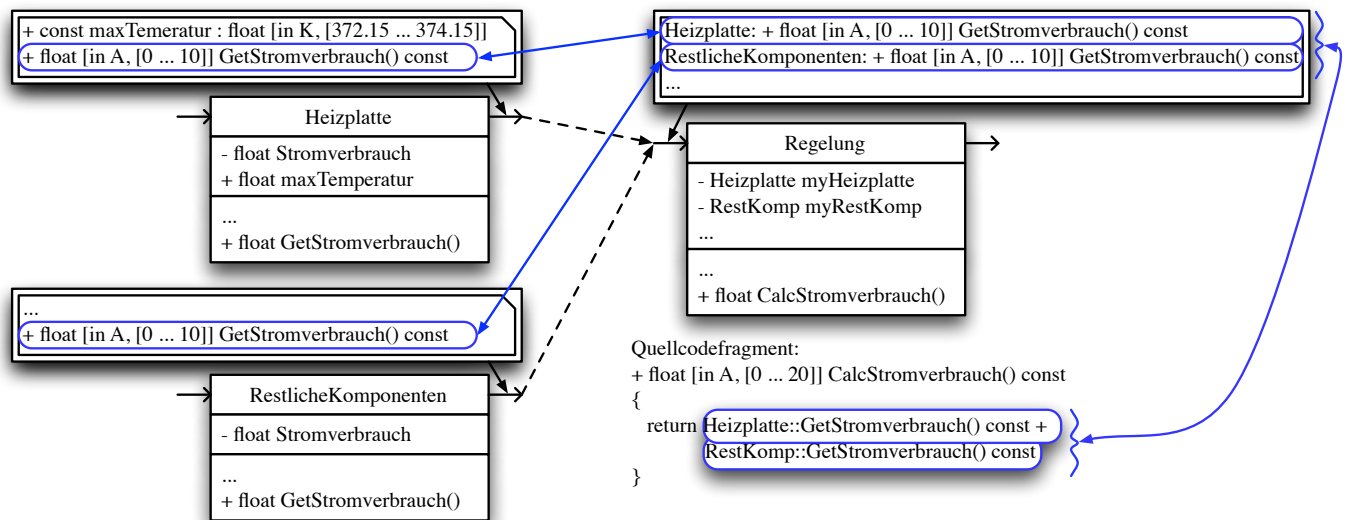 + const maxTemeratur : float [in K, [372.15 ... 374.15]]
+ float [in A, [0 ... 10]] GetStromverbrauch() const
Heizplatte
- float Stromverbrauch
+ float maxTemperatur
...
+ float GetStromverbrauch()
...
+ float [in A, [0 ... 10]] GetStromverbrauch() const
RestlicheKomponenten
- float Stromverbrauch
...
+ float GetStromverbrauch()
Heizplatte: + float [in A, [0 ... 10]] GetStromverbrauch() const
RestlicheKomponenten: + float [in A, [0 ... 10]] GetStromverbrauch() const
...
Regelung
- Heizplatte myHeizplatte
- RestKomp myRestKomp
...
...
+ float CalcStromverbrauch()
Quellcodefragment:
+ float [in A, [0 ... 20]] CalcStromverbrauch() const
{
return Heizplatte::GetStromverbrauch() const +
RestKomp::GetStromverbrauch() const
}